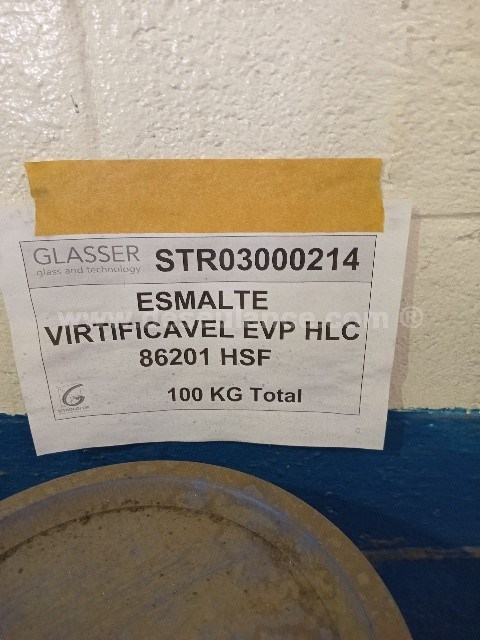 GLASSER
glass and technology
STR03000214
ESMALTE
VIRTIFICAVEL EVP HLC
86201 HSF
100 KG Total